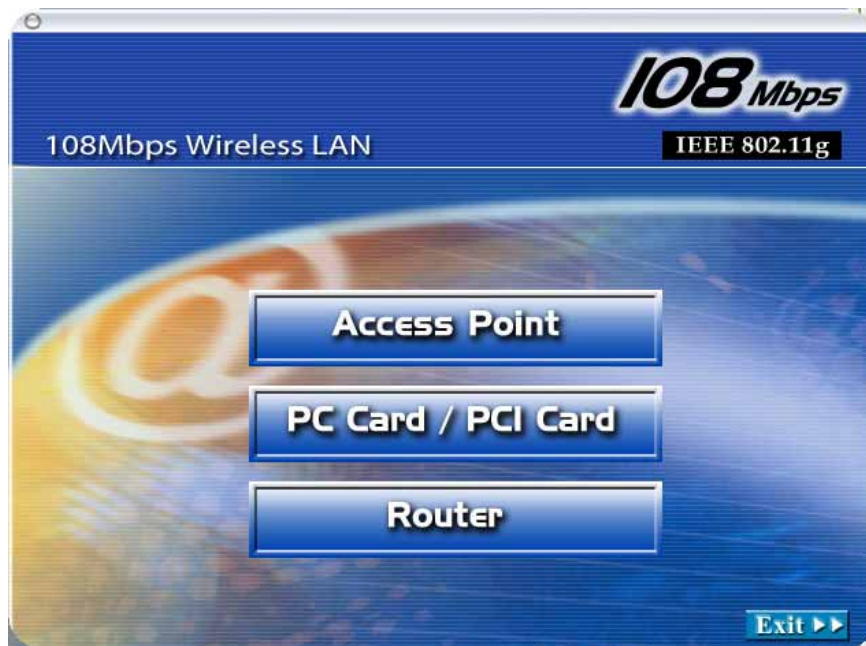 108 Mbps
108Mbps Wireless LAN
IEEE 802.11g
@
Access Point
PC Card / PCI Card
Router
Exit